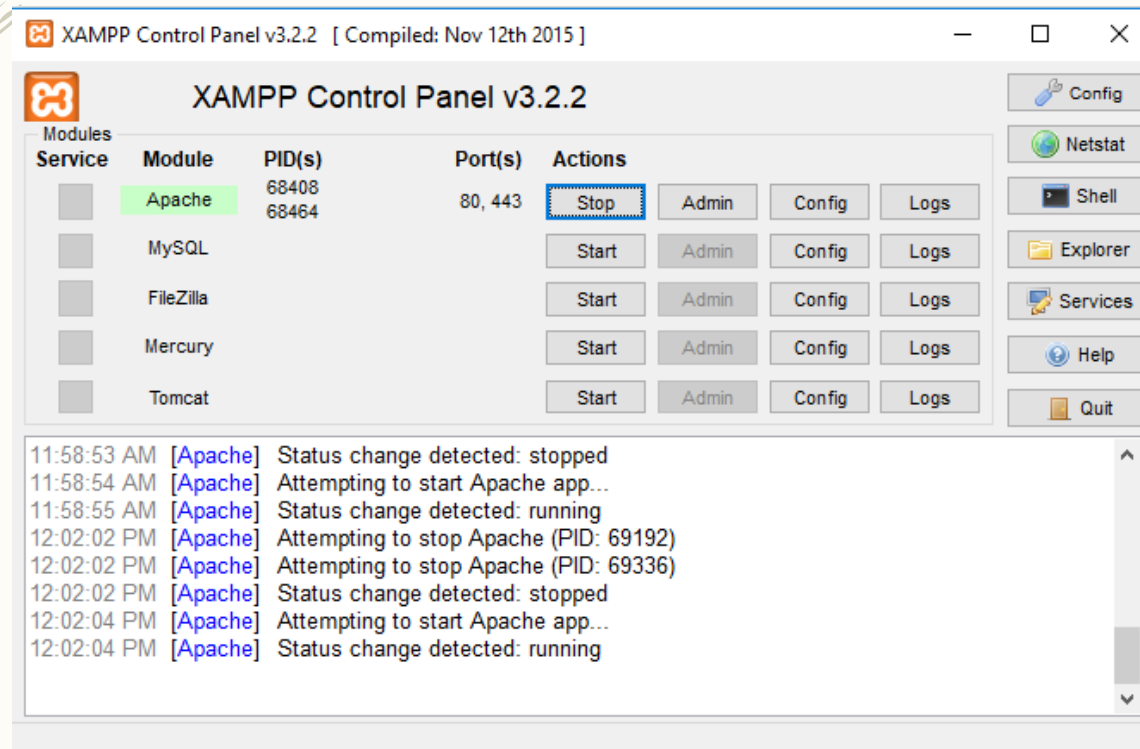 XAMPP Control Panel v3.2.2 [ Compiled: Nov 12th 2015 ]
XAMPP Control Panel v3.2.2
Config
Modules
Service Module PID(s) Port(s) Actions
Netstat
Apache 68408 68464 80, 443 Stop Admin Config Logs
Shell
MySQL Start Admin Config Logs
Explorer
FileZilla Start Admin Config Logs
Services
Mercury Start Admin Config Logs
Help
Tomcat Start Admin Config Logs
Quit
11:58:53 AM [Apache] Status change detected: stopped
11:58:54 AM [Apache] Attempting to start Apache app...
11:58:55 AM [Apache] Status change detected: running
12:02:02 PM [Apache] Attempting to stop Apache (PID: 69192)
12:02:02 PM [Apache] Attempting to stop Apache (PID: 69336)
12:02:02 PM [Apache] Status change detected: stopped
12:02:04 PM [Apache] Attempting to start Apache app...
12:02:04 PM [Apache] Status change detected: running